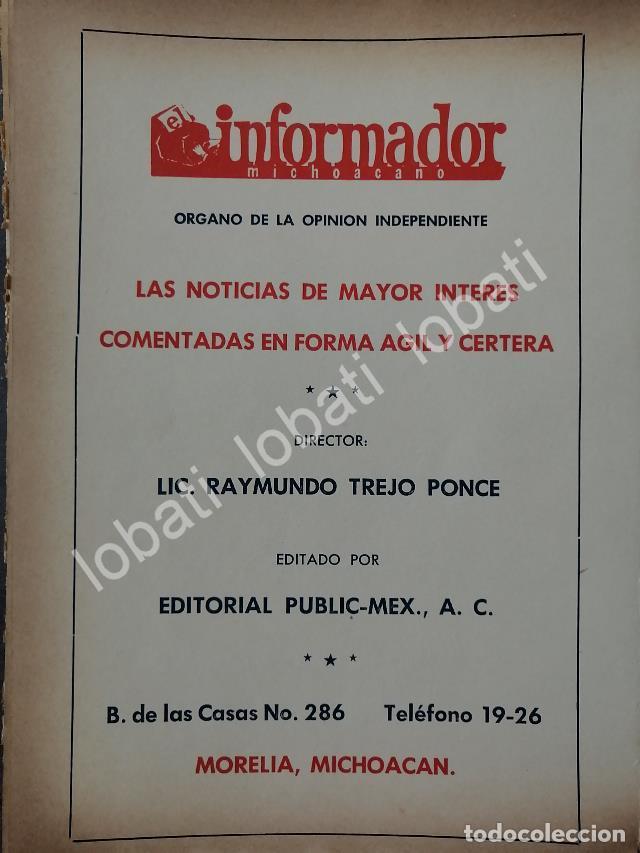 el informador
michoacano
ORGANO DE LA OPINION INDEPENDIENTE
LAS NOTICIAS DE MAYOR INTERES
COMENTADAS EN FORMA AGIL Y CERTERA
DIRECTOR:
LIC. RAYMUNDO TREJO PONCE
EDITADO POR
EDITORIAL PUBLIC-MEX., A. C.
B. de las Casas No. 286 Teléfono 19-26
MORELIA, MICHOACAN.
lobati lobati lobati
todocoleccion